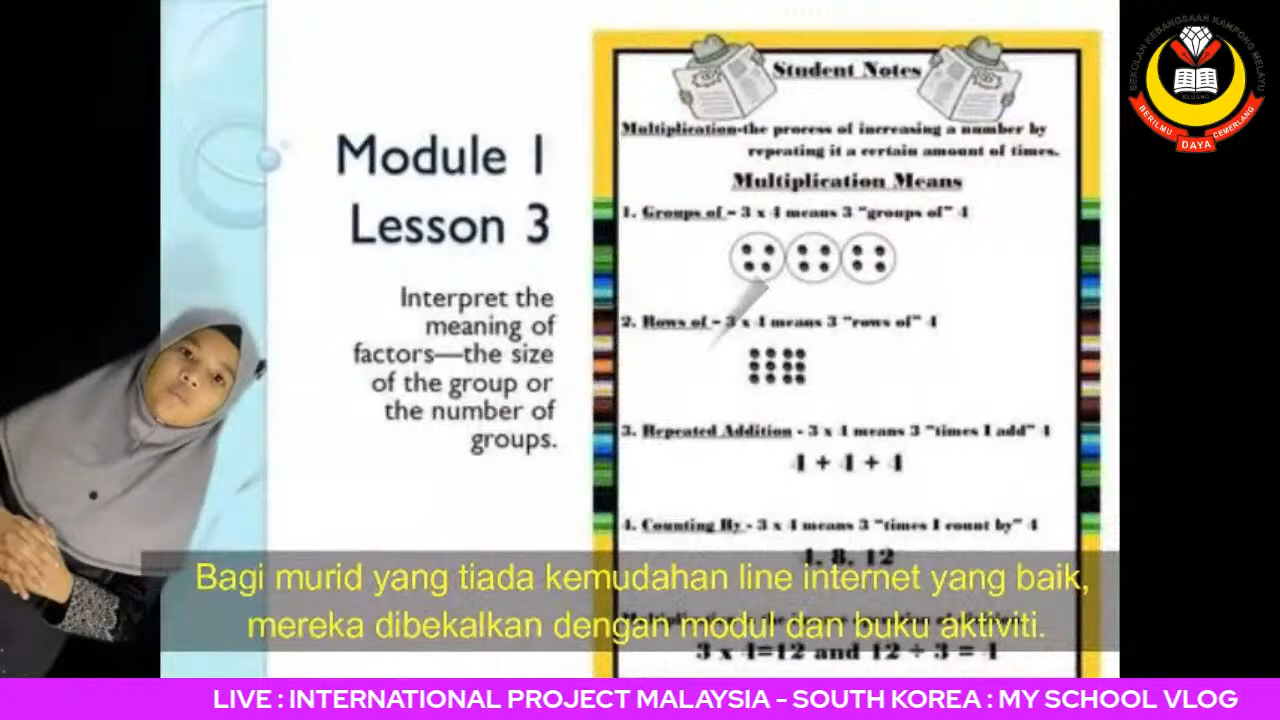 Module 1
Lesson 3
Interpret the
meaning of
factors—the size
of the group or
the number of
groups.
Student Notes
Multiplication-the process of increasing a number by
repeating it a certain amount of times.
Multiplication Means
1. Groups of - 3 x 4 means 3 "groups of" 4
2. Rows of - 3 x 4 means 3 "rows of" 4
3. Repeated Addition - 3 x 4 means 3 "times I add" 4
4 + 4 + 4
4. Counting By - 3 x 4 means 3 "times I count by" 4
4, 8, 12
3 x 4=12 and 12 ÷ 3 = 4
Bagi murid yang tiada kemudahan line internet yang baik,
mereka dibekalkan dengan modul dan buku aktiviti.
SEKOLAH KEBANGSAAN KAMPONG MELAYU
KLUANG
BERILMU
DAYA
CEMERLANG
LIVE : INTERNATIONAL PROJECT MALAYSIA - SOUTH KOREA : MY SCHOOL VLOG